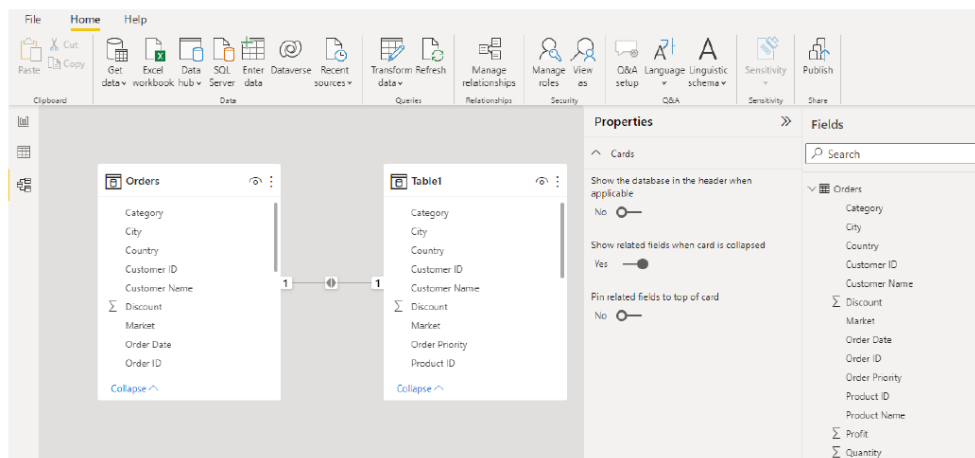 File Home Help
Cut
Copy
Paste
Get data
Excel workbook
Data hub
SQL Server
Enter data
Dataverse
Recent sources
Transform data
Refresh
Manage relationships
Manage roles
View as
Q&A setup
Language
Linguistic schema
Sensitivity
Publish
Clipboard
Data
Queries
Relationships
Security
Q&A
Sensitivity
Share
Orders
Category
City
Country
Customer ID
Customer Name
Σ Discount
Market
Order Date
Order ID
Collapse
1
1
Table1
Category
City
Country
Customer ID
Customer Name
Σ Discount
Market
Order Priority
Product ID
Collapse
Properties
Cards
Show the database in the header when
applicable
No
Show related fields when card is collapsed
Yes
Pin related fields to top of card
No
Fields
Search
Orders
Category
City
Country
Customer ID
Customer Name
Σ Discount
Market
Order Date
Order ID
Order Priority
Product ID
Product Name
Σ Profit
Σ Quantity